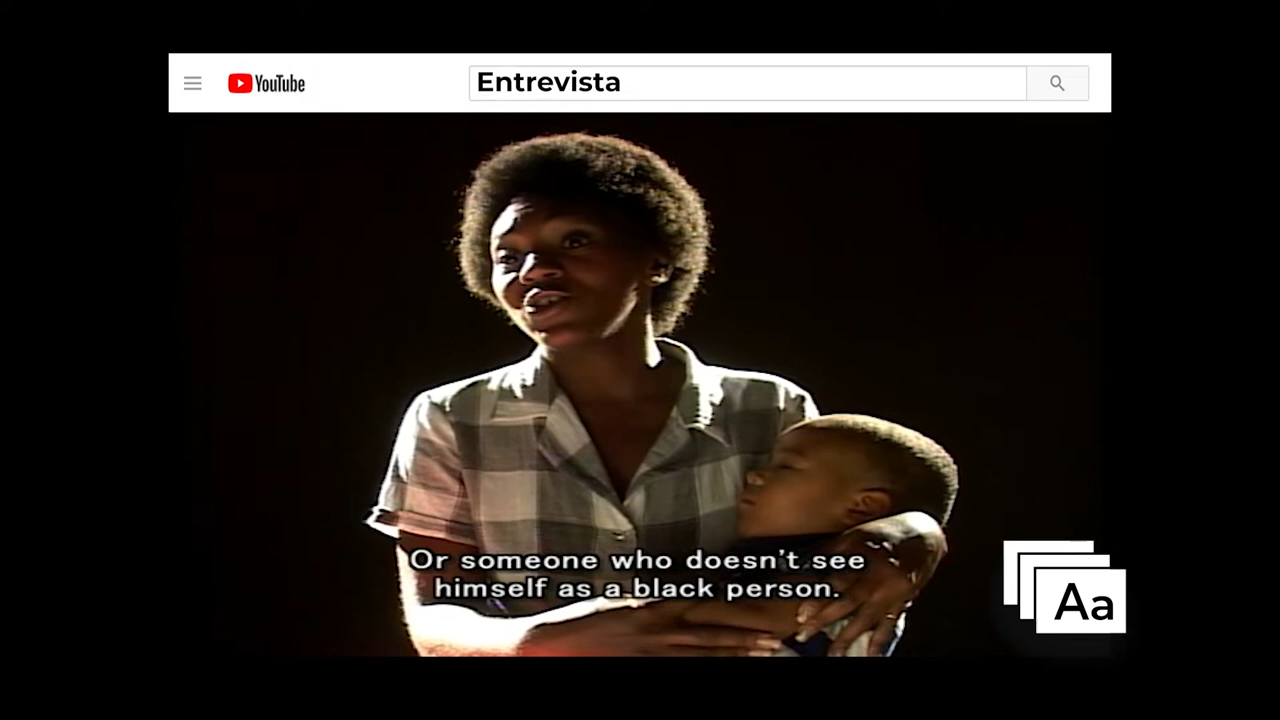 YouTube
Entrevista
Or someone who doesn't see
himself as a black person.
Aa